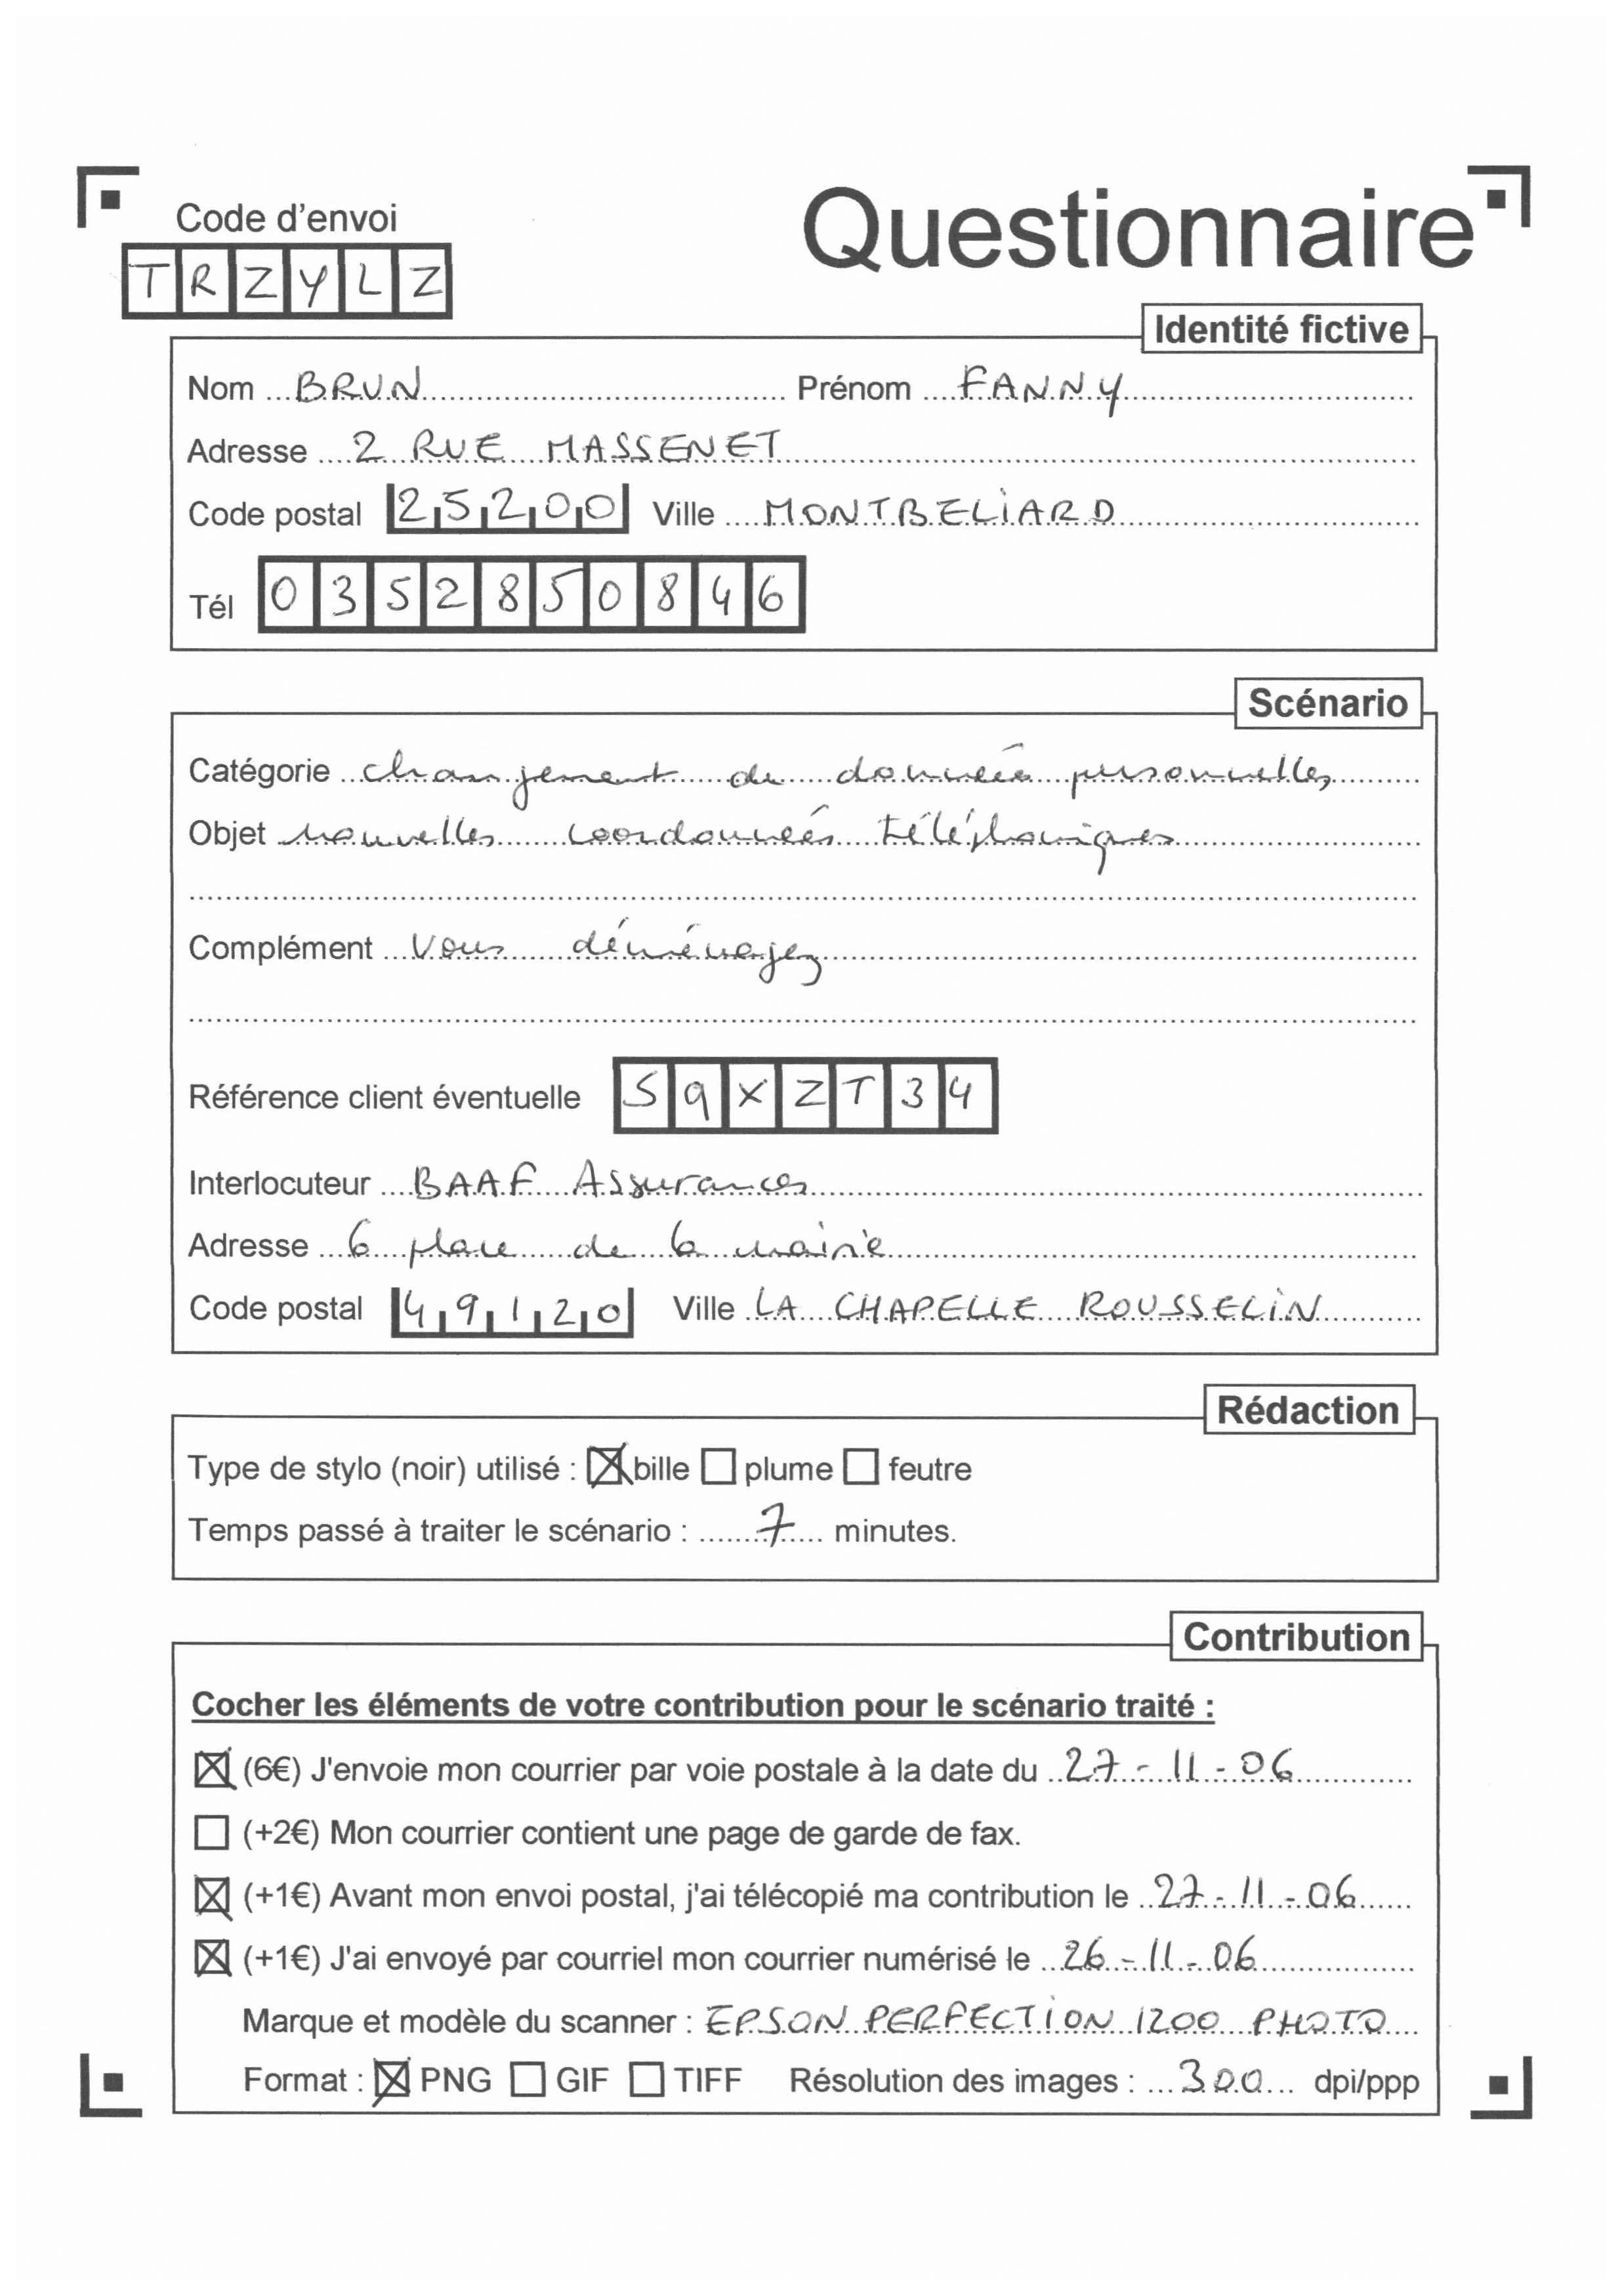 Code d'envoi
Questionnaire
TRZYLZ
Identité fictive
Nom BRUN Prénom FANNY
Adresse 2 RUE MASSENET
Code postal 25200 Ville MONTBELIARD
Tél 0352850846
Scénario
Catégorie changement de données personnelles
Objet nouvelles coordonnées téléphoniques
Complément Vous déménagez
Référence client éventuelle S9XZT34
Interlocuteur BAAF Assurances
Adresse 6 place de la mairie
Code postal 49120 Ville LA CHAPELLE ROUSSELIN
Rédaction
Type de stylo (noir) utilisé : ☒ bille ☐ plume ☐ feutre
Temps passé à traiter le scénario : 7 minutes.
Contribution
Cocher les éléments de votre contribution pour le scénario traité :
☒ (6€) J'envoie mon courrier par voie postale à la date du 27-11-06
☐ (+2€) Mon courrier contient une page de garde de fax.
☒ (+1€) Avant mon envoi postal, j'ai télécopié ma contribution le 27-11-06
☒ (+1€) J'ai envoyé par courriel mon courrier numérisé le 26-11-06
Marque et modèle du scanner : EPSON PERFECTION 1200 PHOTO
Format : ☒ PNG ☐ GIF ☐ TIFF Résolution des images : 300 dpi/ppp